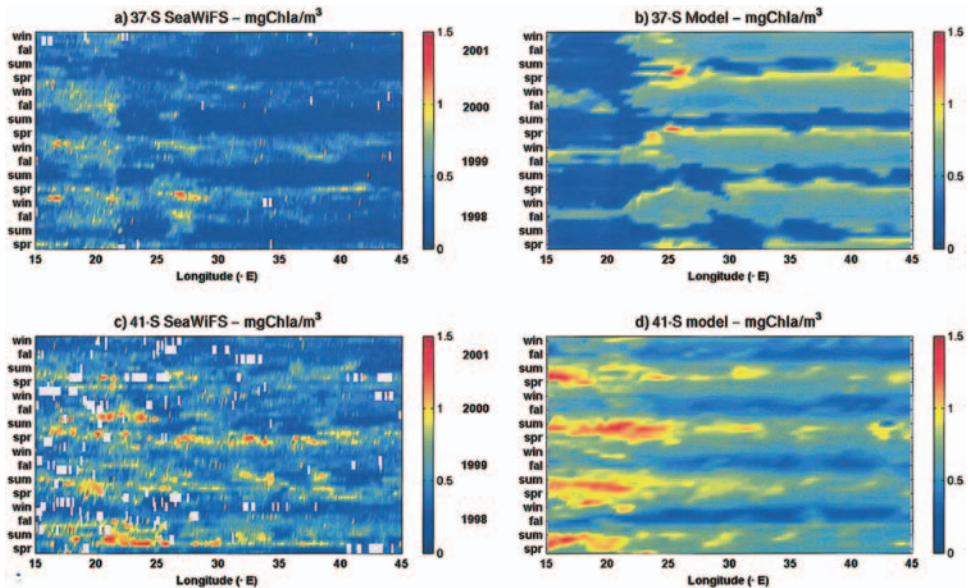 a) 37·S SeaWiFS – mgChla/m³
win
fal
sum
spr
win
fal
sum
spr
win
fal
sum
spr
win
fal
sum
spr
15 20 25 30 35 40 45
Longitude (· E)
1.5
1
0.5
0
2001
2000
1999
1998
b) 37·S Model – mgChla/m³
win
fal
sum
spr
win
fal
sum
spr
win
fal
sum
spr
win
fal
sum
spr
15 20 25 30 35 40 45
Longitude (· E)
1.5
1
0.5
0
c) 41·S SeaWiFS – mgChla/m³
win
fal
sum
spr
win
fal
sum
spr
win
fal
sum
spr
win
fal
sum
spr
15 20 25 30 35 40 45
Longitude (· E)
1.5
1
0.5
0
2001
2000
1999
1998
d) 41·S model – mgChla/m³
win
fal
sum
spr
win
fal
sum
spr
win
fal
sum
spr
win
fal
sum
spr
15 20 25 30 35 40 45
Longitude (· E)
1.5
1
0.5
0